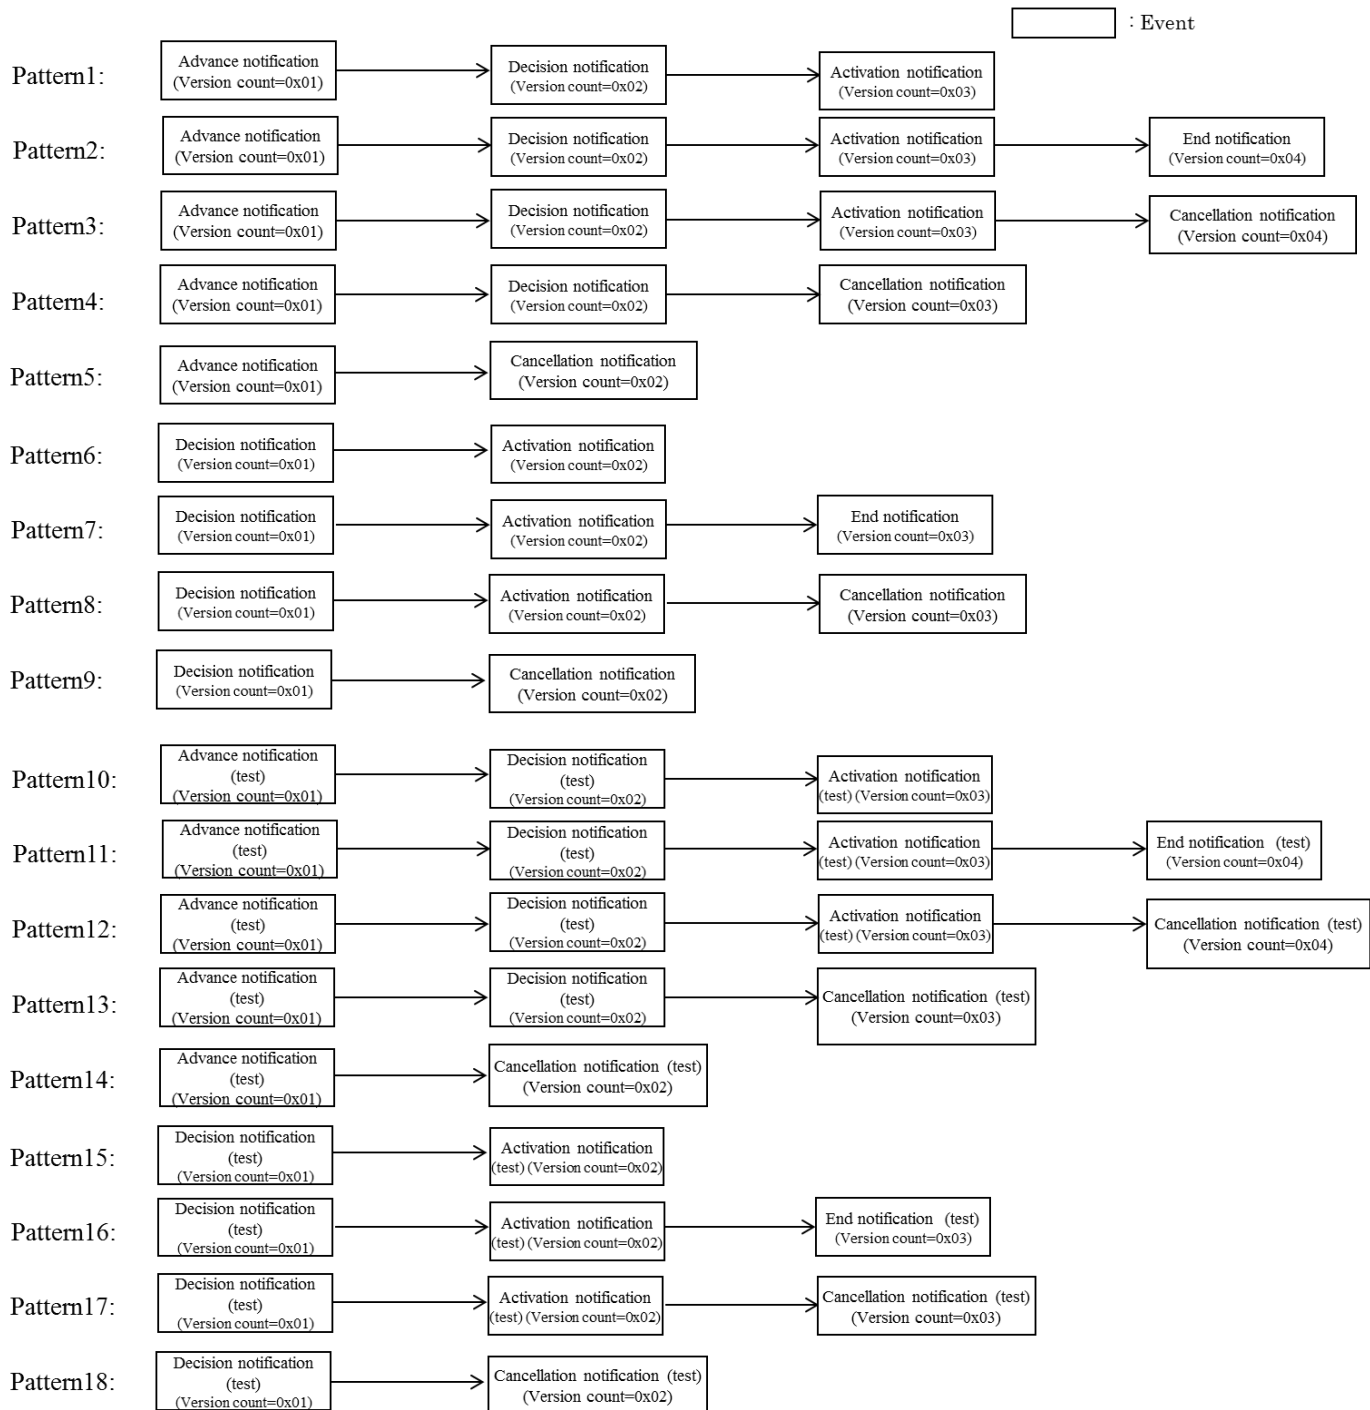 : Event
Pattern1:
Advance notification
(Version count=0x01)
Decision notification
(Version count=0x02)
Activation notification
(Version count=0x03)
Pattern2:
Advance notification
(Version count=0x01)
Decision notification
(Version count=0x02)
Activation notification
(Version count=0x03)
End notification
(Version count=0x04)
Pattern3:
Advance notification
(Version count=0x01)
Decision notification
(Version count=0x02)
Activation notification
(Version count=0x03)
Cancellation notification
(Version count=0x04)
Pattern4:
Advance notification
(Version count=0x01)
Decision notification
(Version count=0x02)
Cancellation notification
(Version count=0x03)
Pattern5:
Advance notification
(Version count=0x01)
Cancellation notification
(Version count=0x02)
Pattern6:
Decision notification
(Version count=0x01)
Activation notification
(Version count=0x02)
Pattern7:
Decision notification
(Version count=0x01)
Activation notification
(Version count=0x02)
End notification
(Version count=0x03)
Pattern8:
Decision notification
(Version count=0x01)
Activation notification
(Version count=0x02)
Cancellation notification
(Version count=0x03)
Pattern9:
Decision notification
(Version count=0x01)
Cancellation notification
(Version count=0x02)
Pattern10:
Advance notification
(test)
(Version count=0x01)
Decision notification
(test)
(Version count=0x02)
Activation notification
(test) (Version count=0x03)
Pattern11:
Advance notification
(test)
(Version count=0x01)
Decision notification
(test)
(Version count=0x02)
Activation notification
(test) (Version count=0x03)
End notification (test)
(Version count=0x04)
Pattern12:
Advance notification
(test)
(Version count=0x01)
Decision notification
(test)
(Version count=0x02)
Activation notification
(test) (Version count=0x03)
Cancellation notification (test)
(Version count=0x04)
Pattern13:
Advance notification
(test)
(Version count=0x01)
Decision notification
(test)
(Version count=0x02)
Cancellation notification (test)
(Version count=0x03)
Pattern14:
Advance notification
(test)
(Version count=0x01)
Cancellation notification (test)
(Version count=0x02)
Pattern15:
Decision notification
(test)
(Version count=0x01)
Activation notification
(test) (Version count=0x02)
Pattern16:
Decision notification
(test)
(Version count=0x01)
Activation notification
(test) (Version count=0x02)
End notification (test)
(Version count=0x03)
Pattern17:
Decision notification
(test)
(Version count=0x01)
Activation notification
(test) (Version count=0x02)
Cancellation notification (test)
(Version count=0x03)
Pattern18:
Decision notification
(test)
(Version count=0x01)
Cancellation notification (test)
(Version count=0x02)